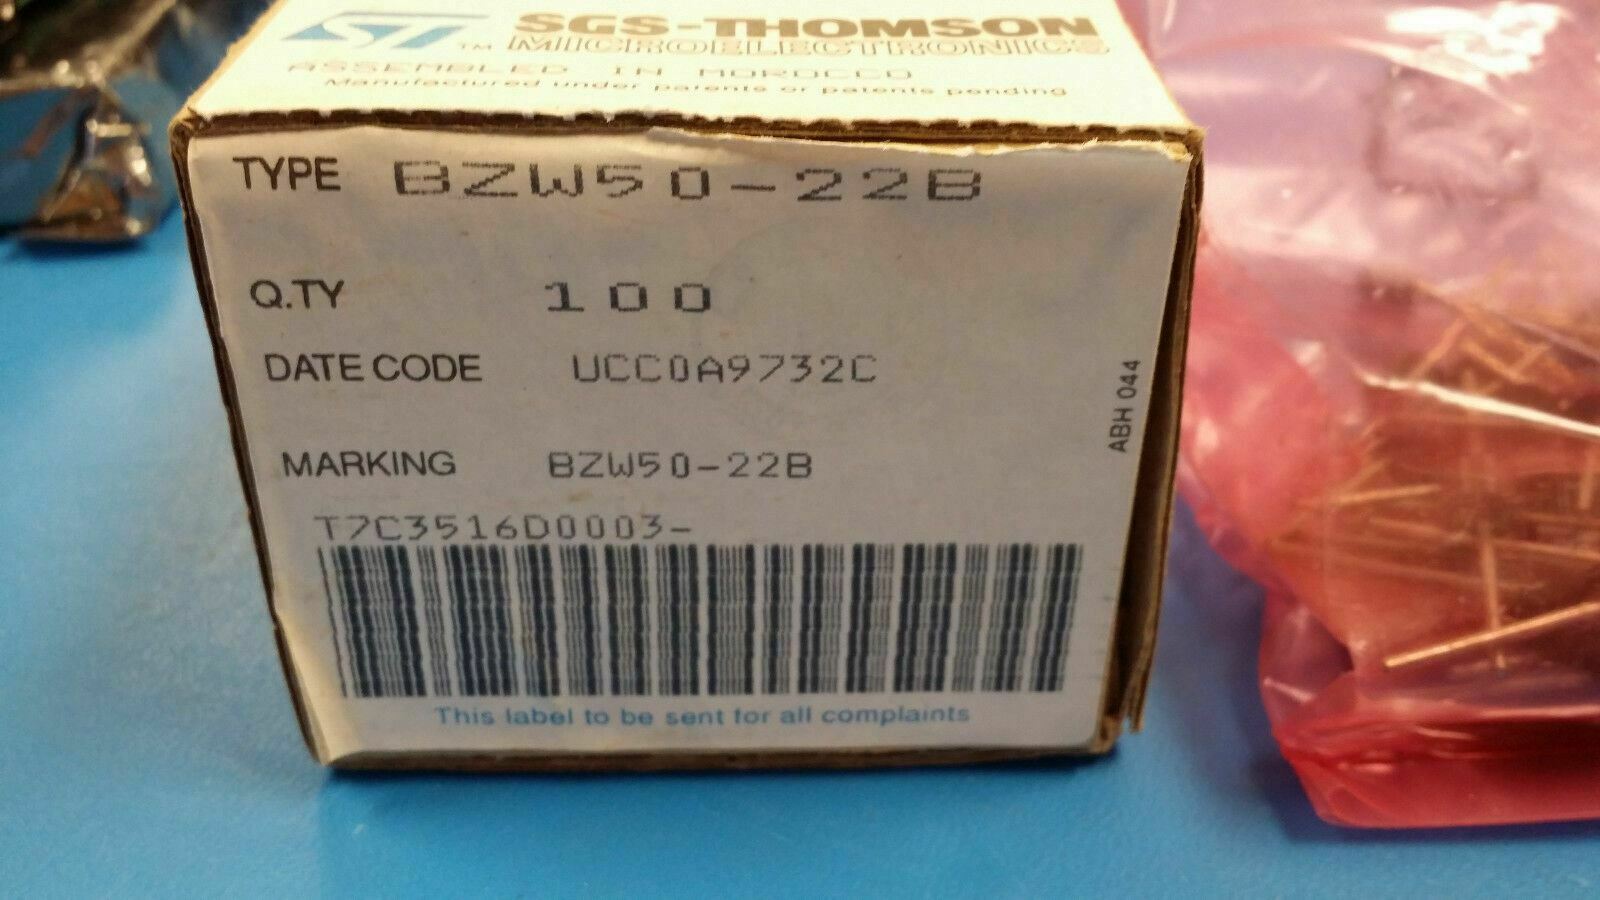 ST™ SGS-THOMSON
MICROELECTRONICS
ASSEMBLED IN MOROCCO
Manufactured under patents or patents pending
TYPE BZW50-22B
Q.TY 100
DATE CODE UCC0A9732C
MARKING BZW50-22B
T7C3516D0003-
This label to be sent for all complaints
ABH 044